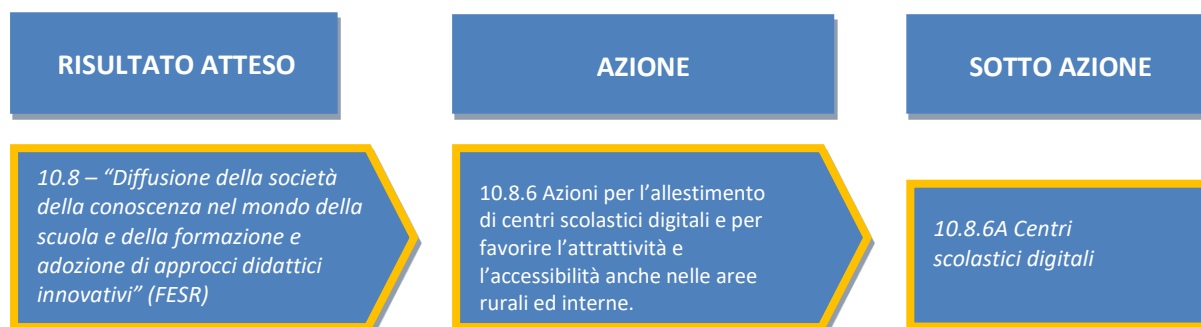 RISULTATO ATTESO
AZIONE
SOTTO AZIONE
10.8 – “Diffusione della società
della conoscenza nel mondo della
scuola e della formazione e
adozione di approcci didattici
innovativi” (FESR)
10.8.6 Azioni per l’allestimento
di centri scolastici digitali e per
favorire l’attrattività e
l’accessibilità anche nelle aree
rurali ed interne.
10.8.6A Centri
scolastici digitali